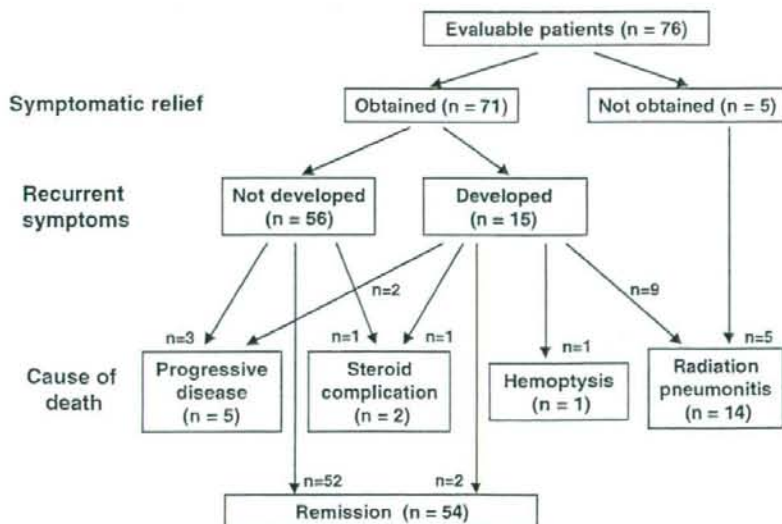 Evaluable patients (n = 76)
Symptomatic relief
Obtained (n = 71)
Not obtained (n = 5)
Recurrent
symptoms
Not developed
(n = 56)
Developed
(n = 15)
n=2
n=9
n=3
n=1
n=1
n=1
n=5
Cause of
death
Progressive
disease
(n = 5)
Steroid
complication
(n = 2)
Hemoptysis
(n = 1)
Radiation
pneumonitis
(n = 14)
n=52
n=2
Remission (n = 54)